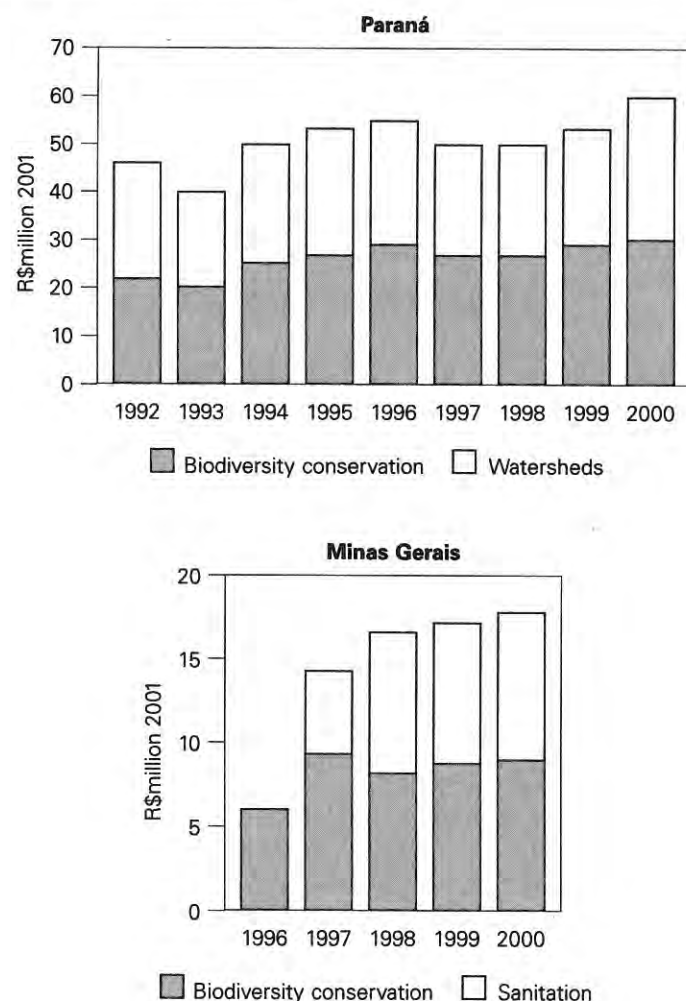 Paraná
70
60
50
40
30
20
10
0
R$million 2001
1992 1993 1994 1995 1996 1997 1998 1999 2000
Biodiversity conservation Watersheds
Minas Gerais
20
15
10
5
0
R$million 2001
1996 1997 1998 1999 2000
Biodiversity conservation Sanitation